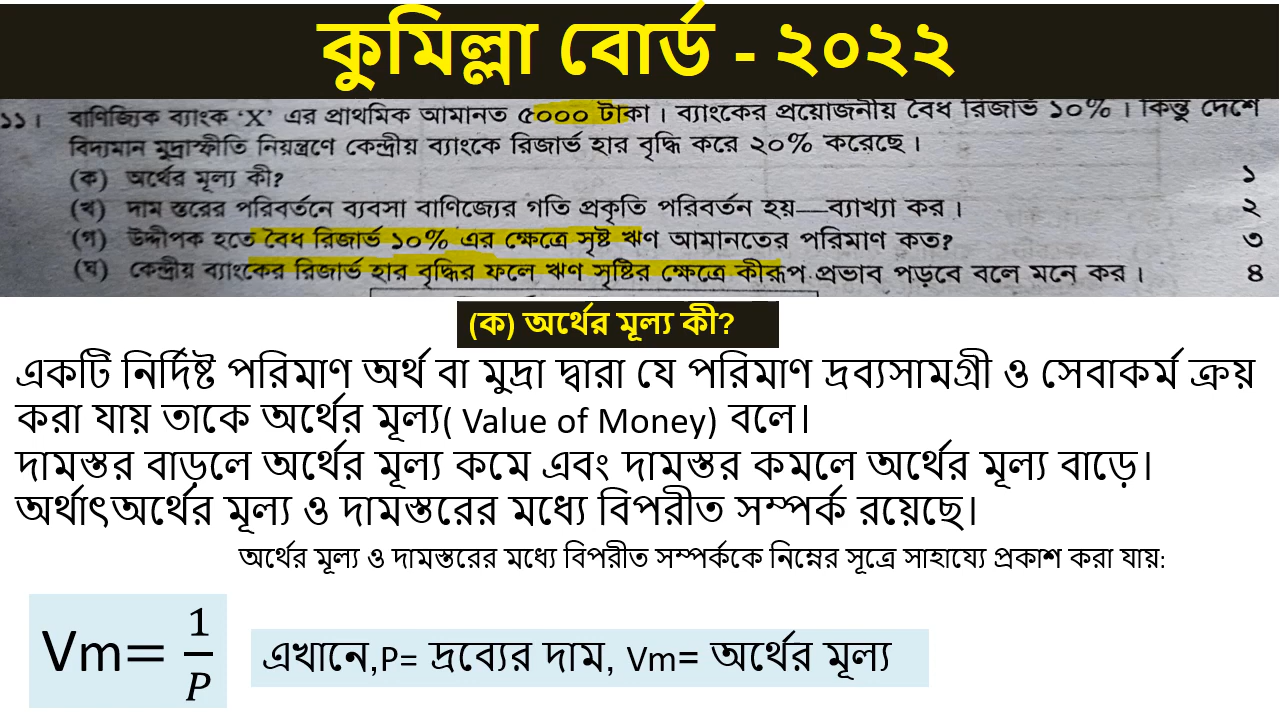 কুমিল্লা বোর্ড - ২০২২
১১। বাণিজ্যিক ব্যাংক ‘X’ এর প্রাথমিক আমানত ৫০০০ টাকা। ব্যাংকের প্রয়োজনীয় বৈধ রিজার্ভ ১০%। কিন্তু দেশে
বিদ্যমান মুদ্রাস্ফীতি নিয়ন্ত্রণে কেন্দ্রীয় ব্যাংকে রিজার্ভ হার বৃদ্ধি করে ২০% করেছে।
(ক) অর্থের মূল্য কী? ১
(খ) দাম স্তরের পরিবর্তনে ব্যবসা বাণিজ্যের গতি প্রকৃতি পরিবর্তন হয়—ব্যাখ্যা কর। ২
(গ) উদ্দীপক হতে বৈধ রিজার্ভ ১০% এর ক্ষেত্রে সৃষ্ট ঋণ আমানতের পরিমাণ কত? ৩
(ঘ) কেন্দ্রীয় ব্যাংকের রিজার্ভ হার বৃদ্ধির ফলে ঋণ সৃষ্টির ক্ষেত্রে কীরূপ প্রভাব পড়বে বলে মনে কর। ৪
(ক) অর্থের মূল্য কী?
একটি নির্দিষ্ট পরিমাণ অর্থ বা মুদ্রা দ্বারা যে পরিমাণ দ্রব্যসামগ্রী ও সেবাকর্ম ক্রয়
করা যায় তাকে অর্থের মূল্য( Value of Money) বলে।
দামস্তর বাড়লে অর্থের মূল্য কমে এবং দামস্তর কমলে অর্থের মূল্য বাড়ে।
অর্থাৎঅর্থের মূল্য ও দামস্তরের মধ্যে বিপরীত সম্পর্ক রয়েছে।
অর্থের মূল্য ও দামস্তরের মধ্যে বিপরীত সম্পর্ককে নিম্নের সূত্রে সাহায্যে প্রকাশ করা যায়:
Vm= 1/P
এখানে,P= দ্রব্যের দাম, Vm= অর্থের মূল্য